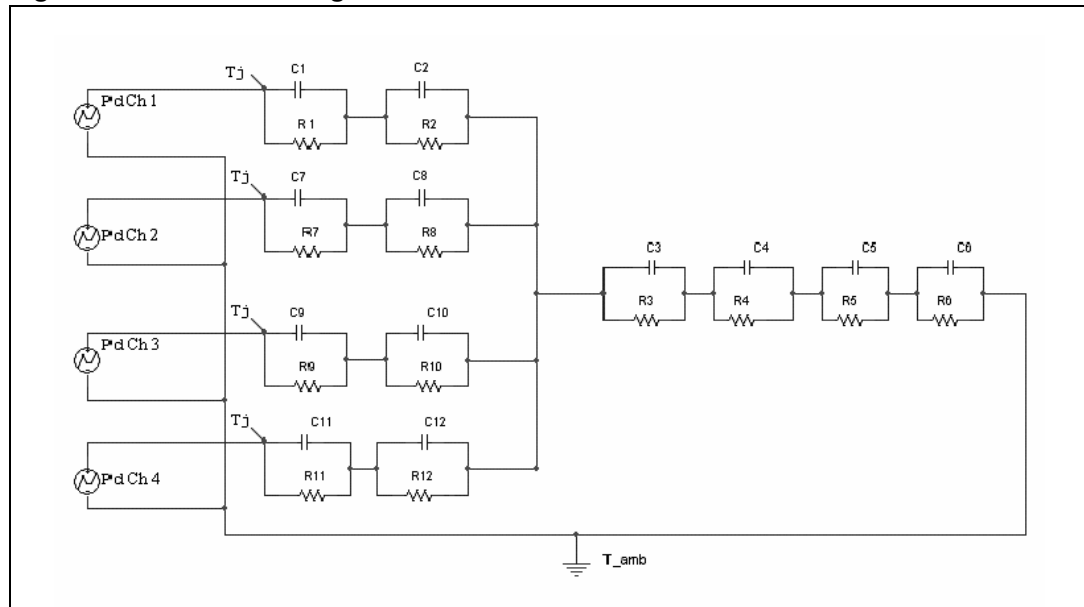 Tj C1 C2
PdCh1
R1 R2
Tj C7 C8
PdCh2 R7 R8
C3 C4 C5 C6
R3 R4 R5 R6
Tj C9 C10
PdCh3
R9 R10
Tj C11 C12
PdCh4 R11 R12
T_amb